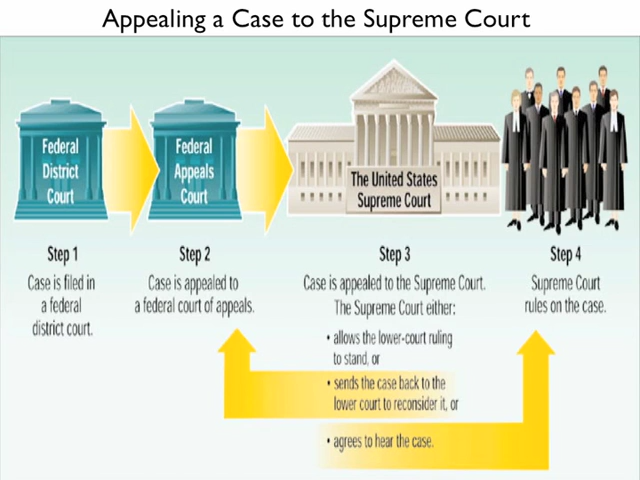 Appealing a Case to the Supreme Court
Federal
District
Court
Federal
Appeals
Court
The United States
Supreme Court
Step 1
Case is filed in
a federal
district court.
Step 2
Case is appealed to
a federal court of appeals.
Step 3
Case is appealed to the Supreme Court.
The Supreme Court either:
• allows the lower-court ruling
to stand, or
• sends the case back to the
lower court to reconsider it, or
• agrees to hear the case.
Step 4
Supreme Court
rules on the case.